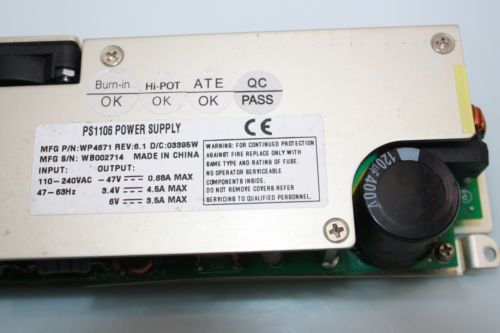 Burn-in
OK
Hi-POT
OK
ATE
OK
QC
PASS
PS1106 POWER SUPPLY
MFG P/N:WP4671 REV:6.1 D/C:03395W
MFG S/N: WB002714 MADE IN CHINA
INPUT: OUTPUT:
110-240VAC -47V 0.68A MAX
47-63Hz 3.4V 4.5A MAX
6V 3.5A MAX
CE
WARNING: FOR CONTINUED PROTECTION
AGAINST FIRE REPLACE ONLY WITH
SAME TYPE AND RATING OF FUSE.
NO OPERATOR SERVICEABLE
COMPONENTS INSIDE.
DO NOT REMOVE COVERS REFER
SERVICING TO QUALIFIED PERSONNEL.
120µF400V